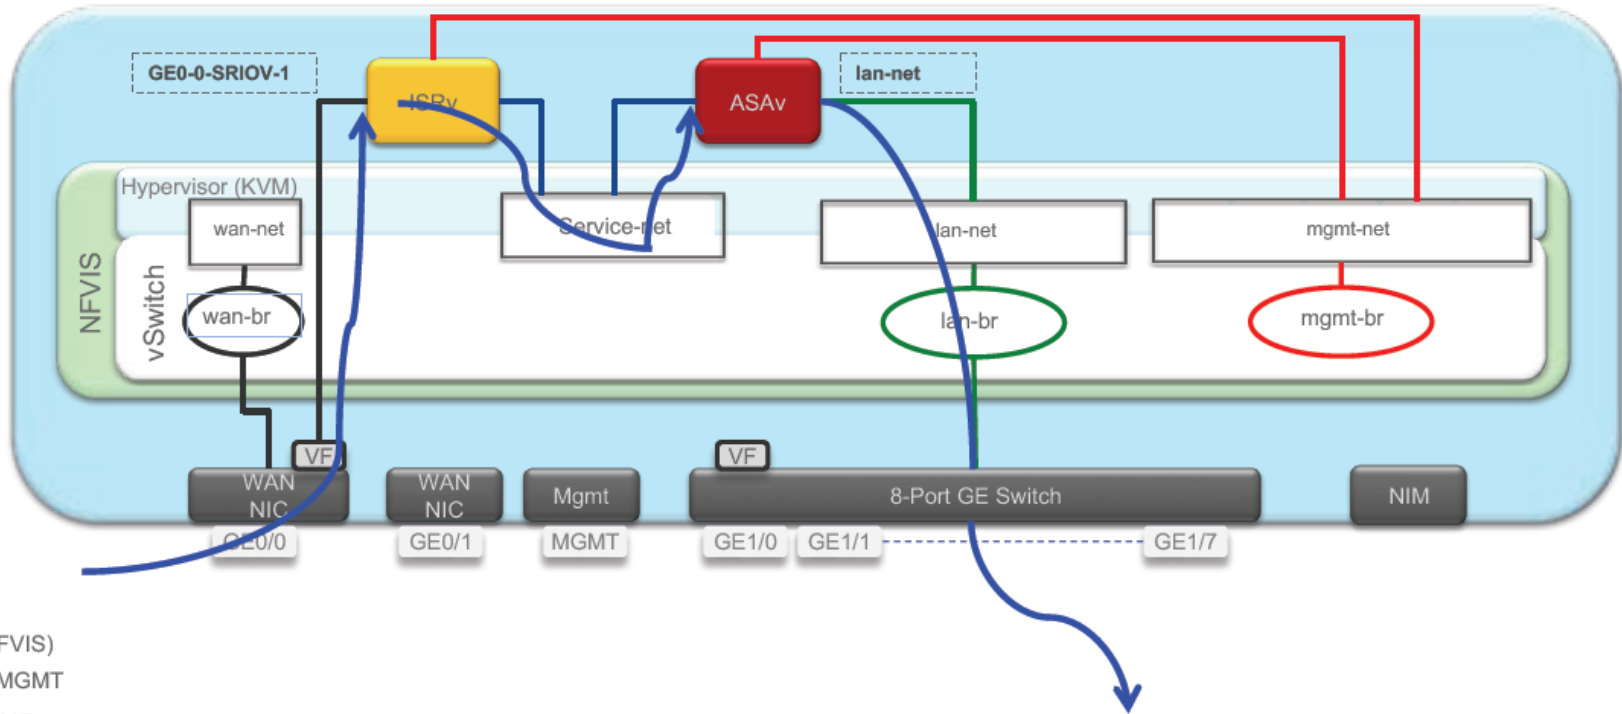 GE0-0-SRIOV-1
ISRv
ASAv
lan-net
Hypervisor (KVM)
NFVIS
vSwitch
wan-net
Service-net
lan-net
mgmt-net
wan-br
lan-br
mgmt-br
VF
VF
WAN
NIC
WAN
NIC
Mgmt
8-Port GE Switch
NIM
GE0/0
GE0/1
MGMT
GE1/0
GE1/1
GE1/7
FVIS)
MGMT